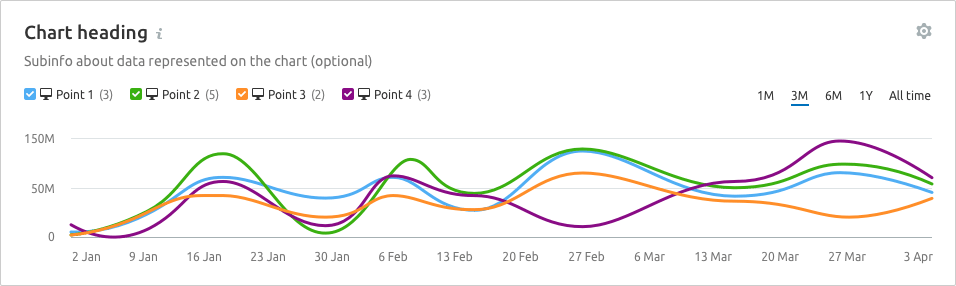 Chart heading i
Subinfo about data represented on the chart (optional)
Point 1 (3) Point 2 (5) Point 3 (2) Point 4 (3) 1M 3M 6M 1Y All time
150M
50M
0
2 Jan 9 Jan 16 Jan 23 Jan 30 Jan 6 Feb 13 Feb 20 Feb 27 Feb 6 Mar 13 Mar 20 Mar 27 Mar 3 Apr